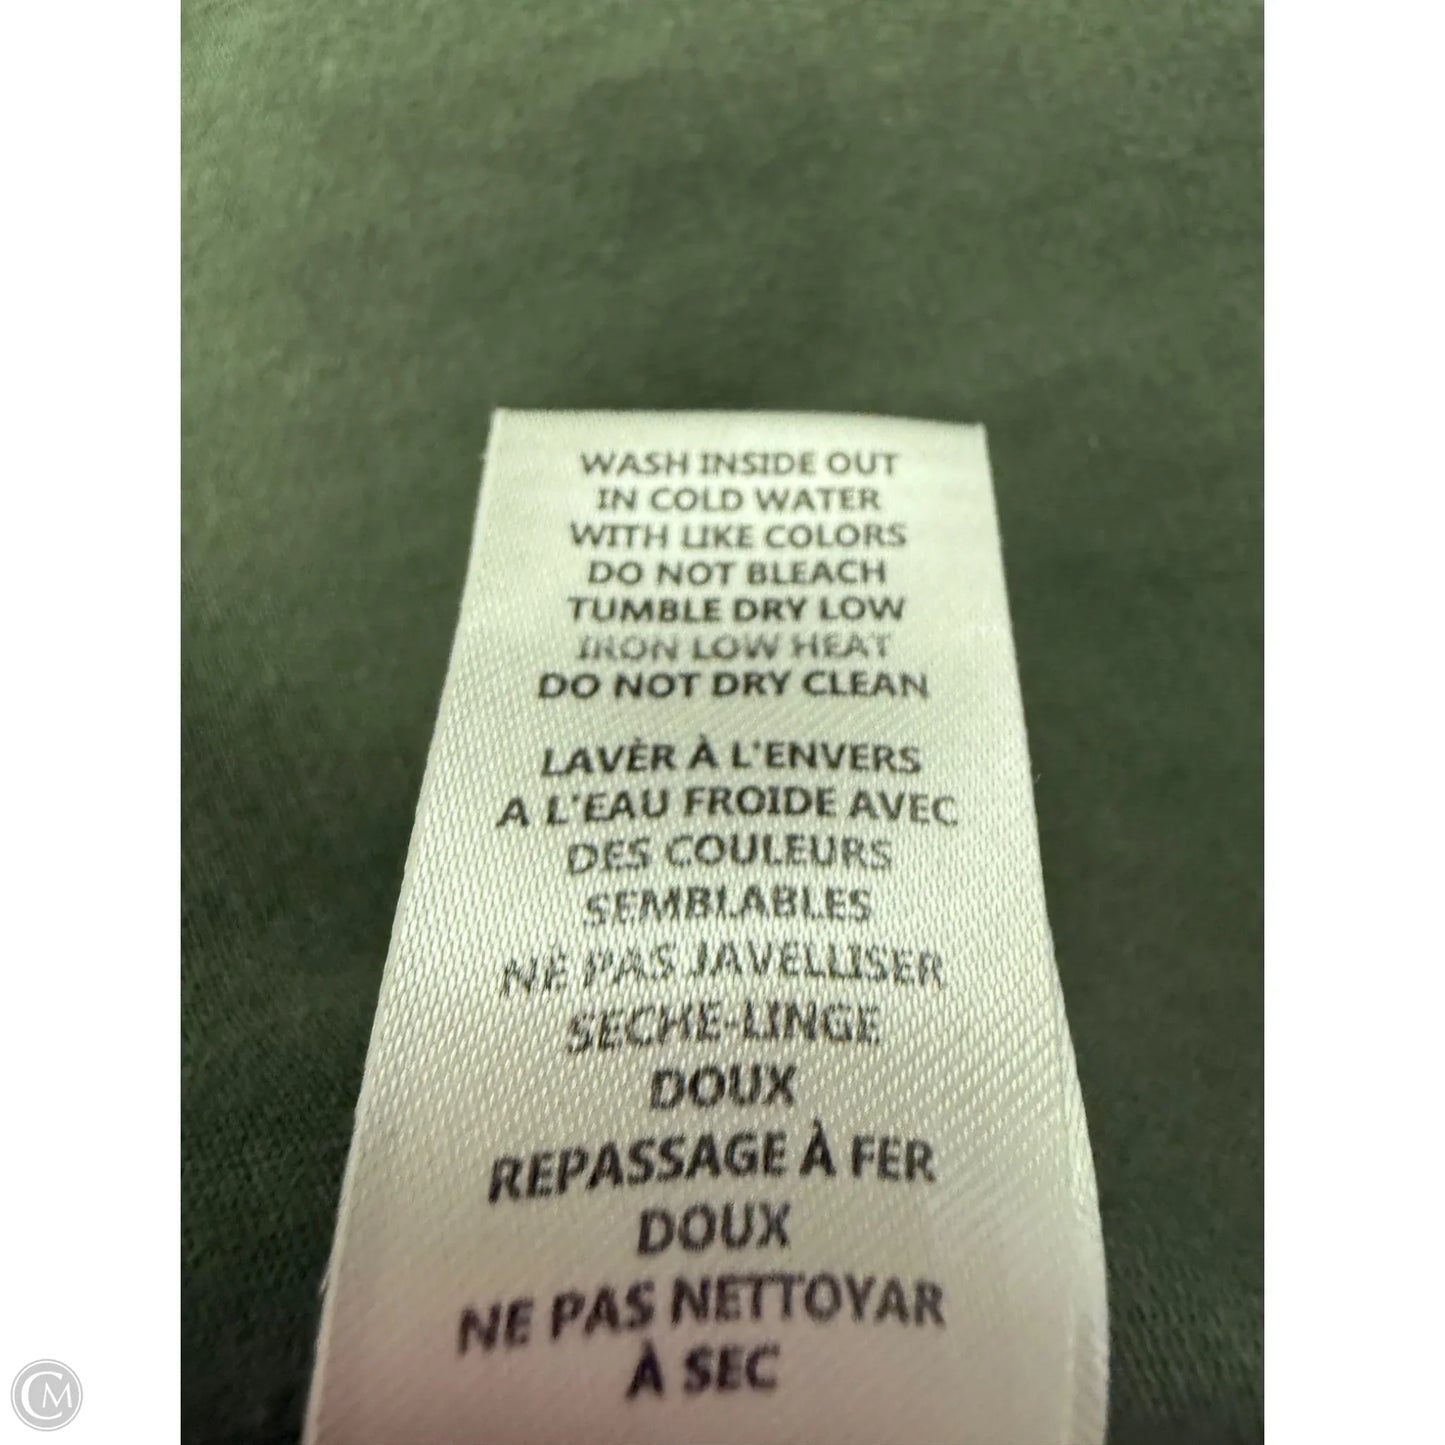 WASH INSIDE OUT
IN COLD WATER
WITH LIKE COLORS
DO NOT BLEACH
TUMBLE DRY LOW
IRON LOW HEAT
DO NOT DRY CLEAN
LAVÈR À L'ENVERS
A L'EAU FROIDE AVEC
DES COULEURS
SEMBLABLES
NE PAS JAVELLISER
SECHE-LINGE
DOUX
REPASSAGE À FER
DOUX
NE PAS NETTOYAR
À SEC
CM